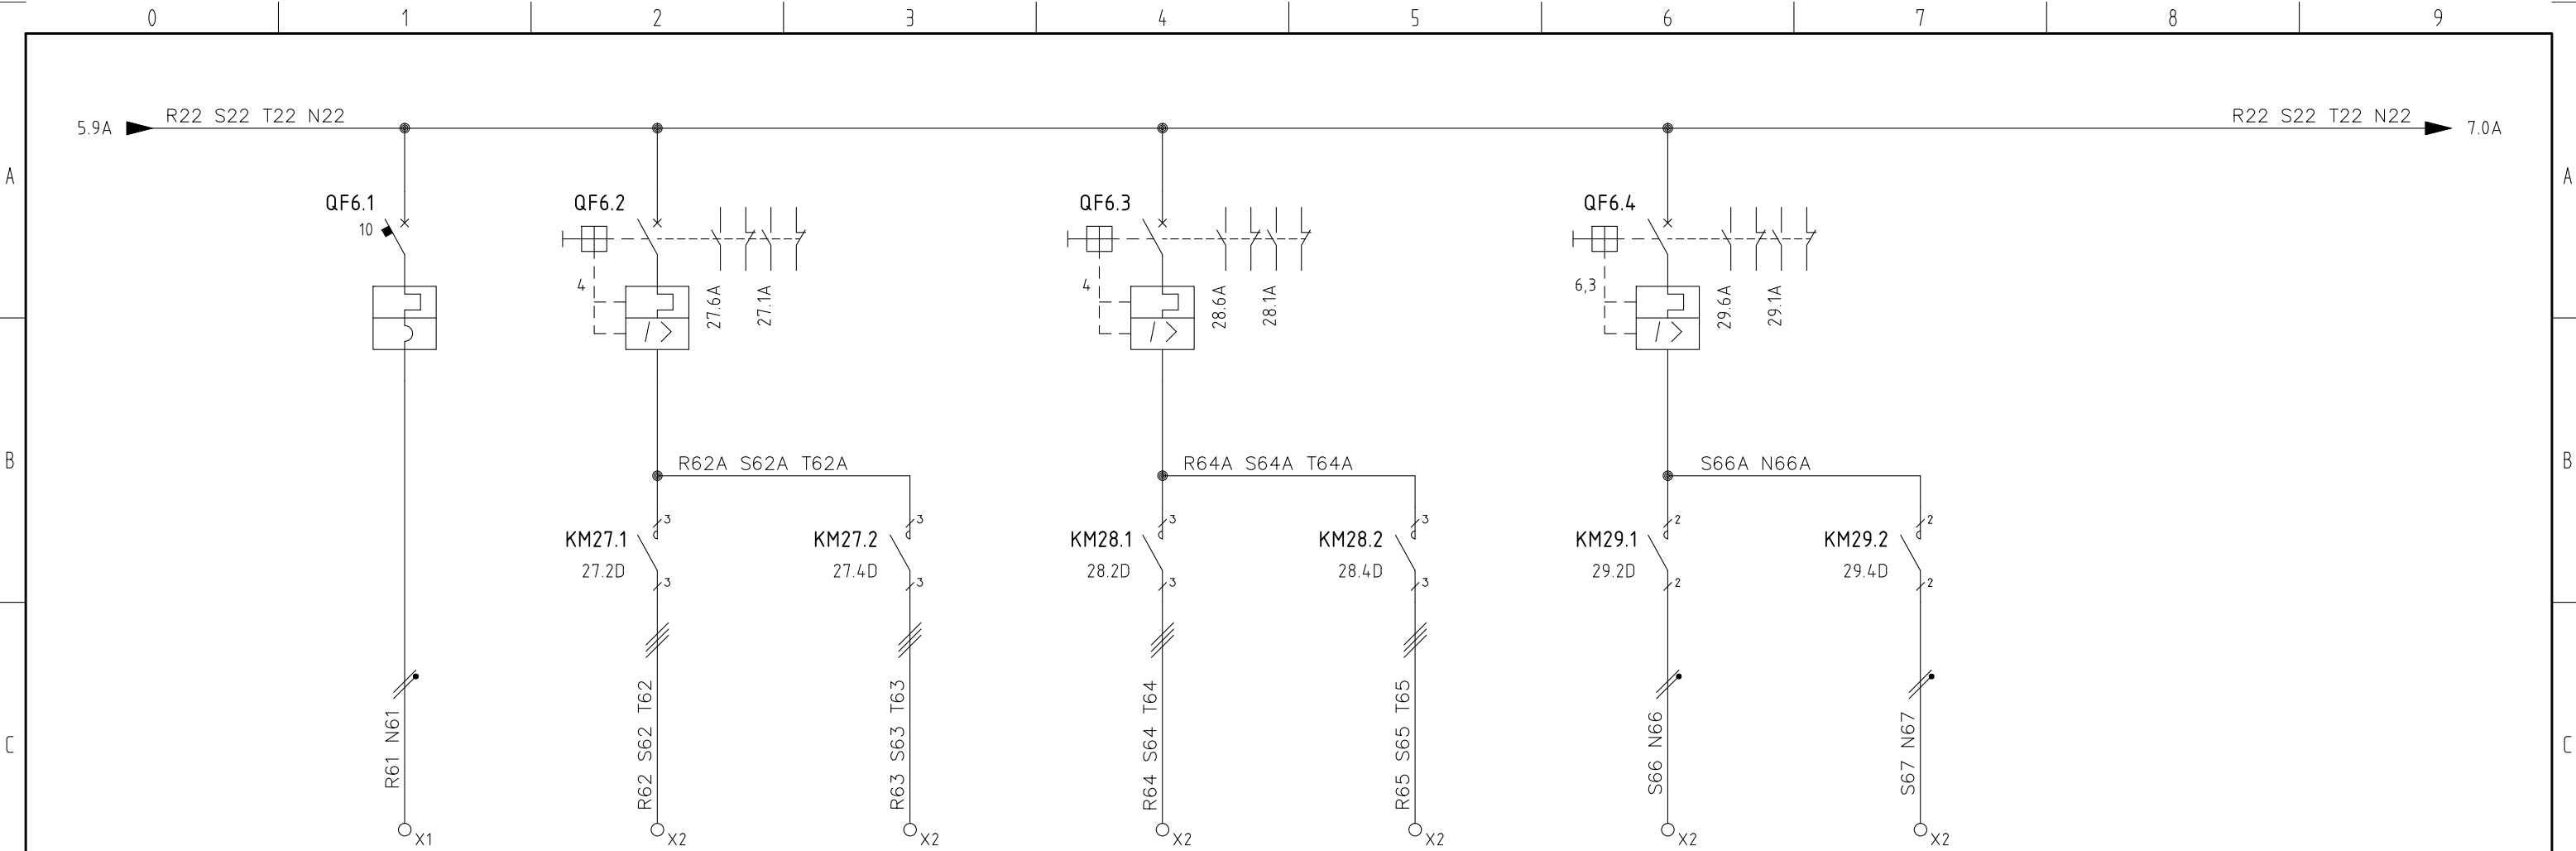 0 1 2 3 4 5 6 7 8 9
R22 S22 T22 N22 R22 S22 T22 N22
5.9A 7.0A
A A
QF6.1 QF6.2 QF6.3 QF6.4
10
4 4 6,3
27.6A 27.1A 28.6A 28.1A 29.6A 29.1A
I> I> I>
B B
R62A S62A T62A R64A S64A T64A S66A N66A
3 3 3 3 2 2
KM27.1 KM27.2 KM28.1 KM28.2 KM29.1 KM29.2
27.2D 27.4D 28.2D 28.4D 29.2D 29.4D
3 3 3 3 2 2
C C
R61 N61
R62 S62 T62
R63 S63 T63
R64 S64 T64
R65 S65 T65
S66 N66
S67 N67
X1 X2 X2 X2 X2 X2 X2